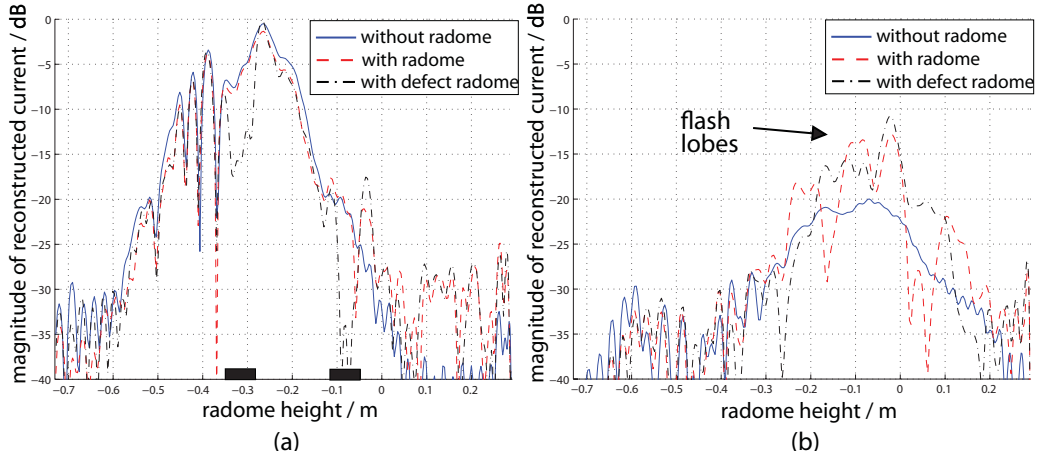 magnitude of reconstructed current / dB
0
−5
−10
−15
−20
−25
−30
−35
−40
−0.7
−0.6
−0.5
−0.4
−0.3
−0.2
−0.1
0
0.1
0.2
without radome
with radome
with defect radome
radome height / m
(a)
magnitude of reconstructed current / dB
0
−5
−10
−15
−20
−25
−30
−35
−40
−0.7
−0.6
−0.5
−0.4
−0.3
−0.2
−0.1
0
0.1
0.2
without radome
with radome
with defect radome
flash
lobes
radome height / m
(b)